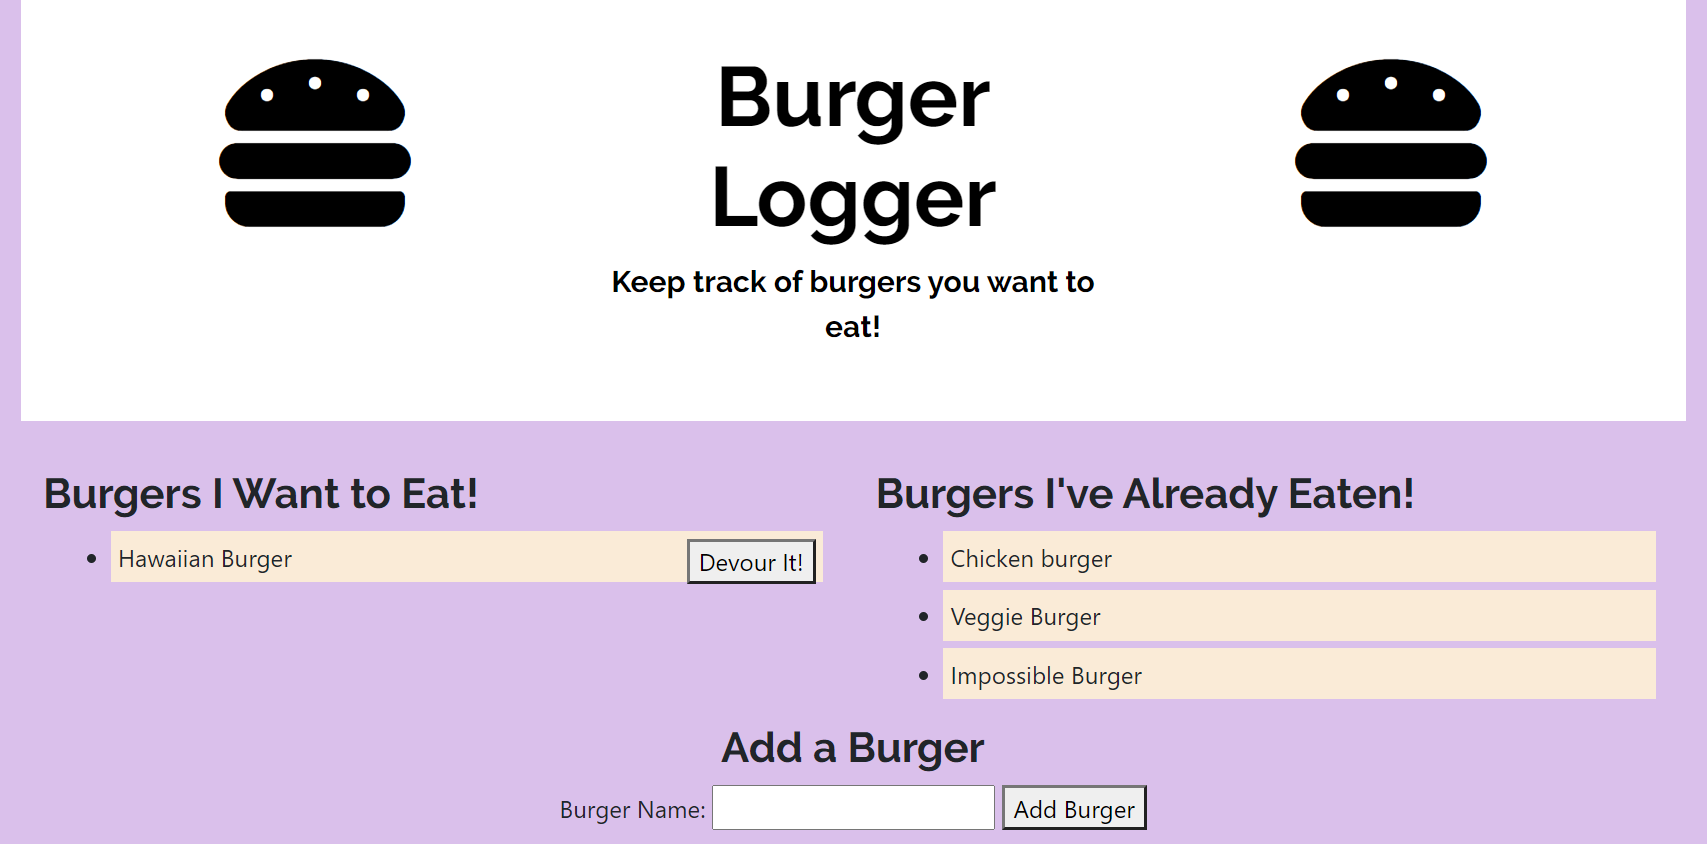 Burger
Logger
Keep track of burgers you want to
eat!
Burgers I Want to Eat!
Hawaiian Burger
Devour It!
Burgers I've Already Eaten!
Chicken burger
Veggie Burger
Impossible Burger
Add a Burger
Burger Name:
Add Burger